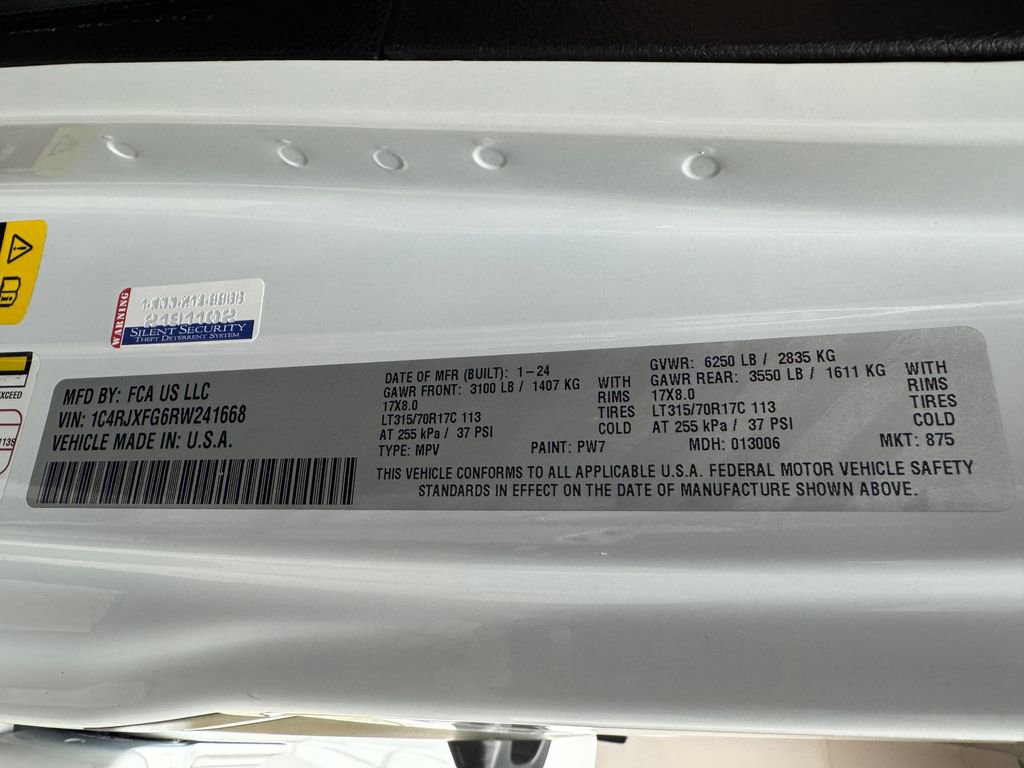 WARNING
SILENT SECURITY
THEFT DETERRENT SYSTEM
EXCEED
113S
MFD BY: FCA US LLC
VIN: 1C4RJXFG6RW241668
VEHICLE MADE IN: U.S.A.
DATE OF MFR (BUILT): 1-24
GAWR FRONT: 3100 LB / 1407 KG WITH
17X8.0 RIMS
LT315/70R17C 113 TIRES
AT 255 kPa / 37 PSI COLD
GVWR: 6250 LB / 2835 KG
GAWR REAR: 3550 LB / 1611 KG WITH
17X8.0 RIMS
LT315/70R17C 113 TIRES
AT 255 kPa / 37 PSI COLD
TYPE: MPV PAINT: PW7 MDH: 013006 MKT: 875
THIS VEHICLE CONFORMS TO ALL APPLICABLE U.S.A. FEDERAL MOTOR VEHICLE SAFETY
STANDARDS IN EFFECT ON THE DATE OF MANUFACTURE SHOWN ABOVE.